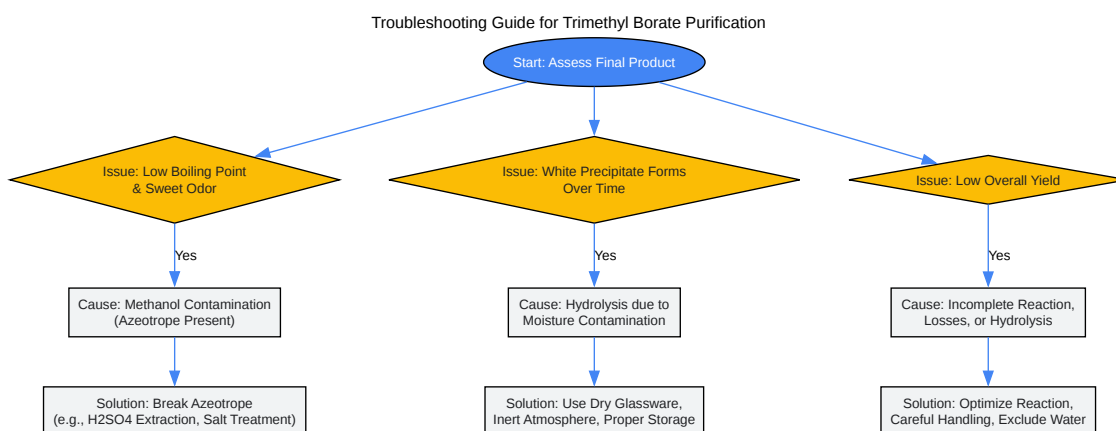 Troubleshooting Guide for Trimethyl Borate Purification
Start: Assess Final Product
Issue: Low Boiling Point
& Sweet Odor
Issue: White Precipitate Forms
Over Time
Issue: Low Overall Yield
Yes
Yes
Yes
Cause: Methanol Contamination
(Azeotrope Present)
Cause: Hydrolysis due to
Moisture Contamination
Cause: Incomplete Reaction,
Losses, or Hydrolysis
Solution: Break Azeotrope
(e.g., H2SO4 Extraction, Salt Treatment)
Solution: Use Dry Glassware,
Inert Atmosphere, Proper Storage
Solution: Optimize Reaction,
Careful Handling, Exclude Water